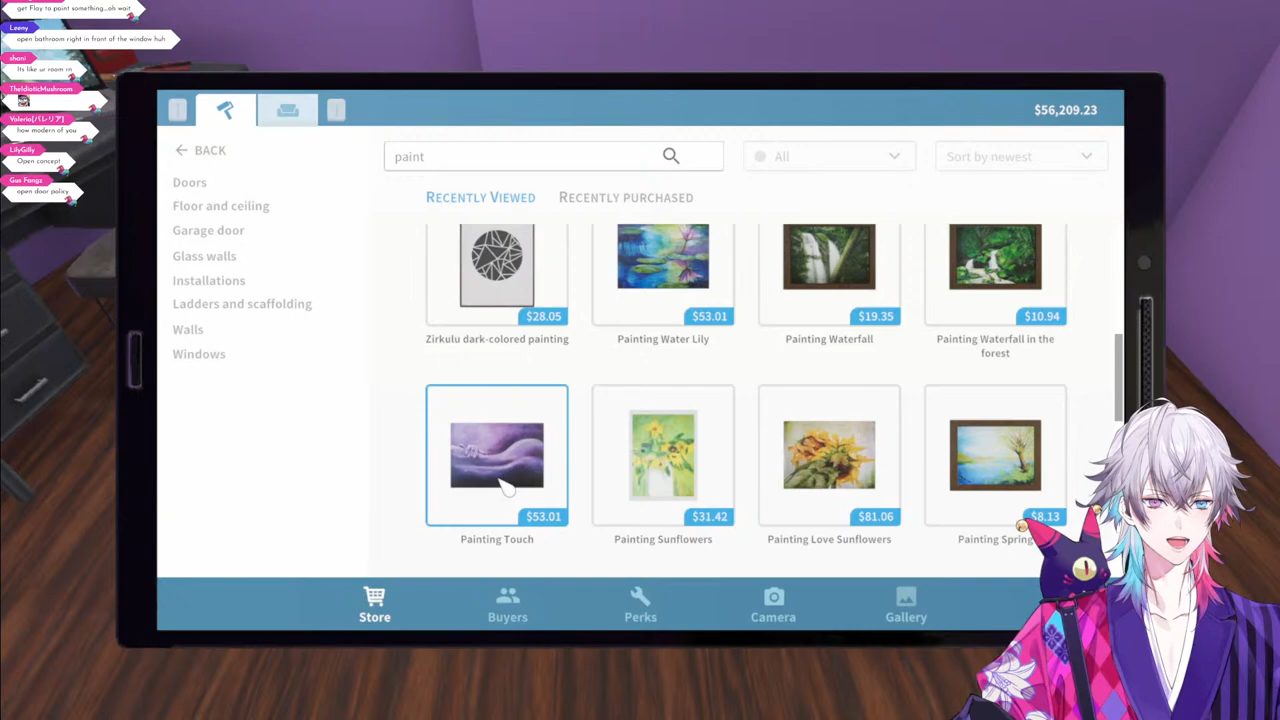 get Flay to paint something...oh wait
Leeny
open bathroom right in front of the window huh
shani
Its like ur room rn
TheIdioticMushroom
Valeria[バレリア]
how modern of you
LilyGilly
Open concept
Gus Fangz
open door policy
$56,209.23
BACK
paint
All
Sort by newest
Doors
Floor and ceiling
Garage door
Glass walls
Installations
Ladders and scaffolding
Walls
Windows
RECENTLY VIEWED
RECENTLY PURCHASED
$28.05
$53.01
$19.35
$10.94
Zirkulu dark-colored painting
Painting Water Lily
Painting Waterfall
Painting Waterfall in the
forest
$53.01
$31.42
$81.06
$8.13
Painting Touch
Painting Sunflowers
Painting Love Sunflowers
Painting Spring
Store
Buyers
Perks
Camera
Gallery